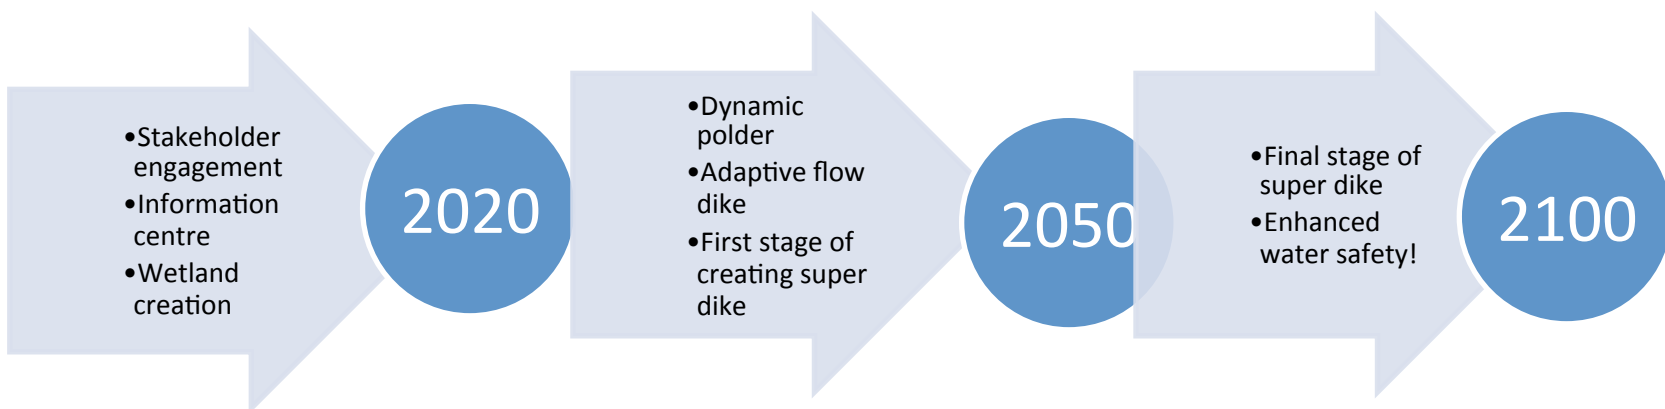 •Stakeholder
engagement
•Information
centre
•Wetland
creation
2020
•Dynamic
polder
•Adaptive flow
dike
•First stage of
creating super
dike
2050
•Final stage of
super dike
•Enhanced
water safety!
2100